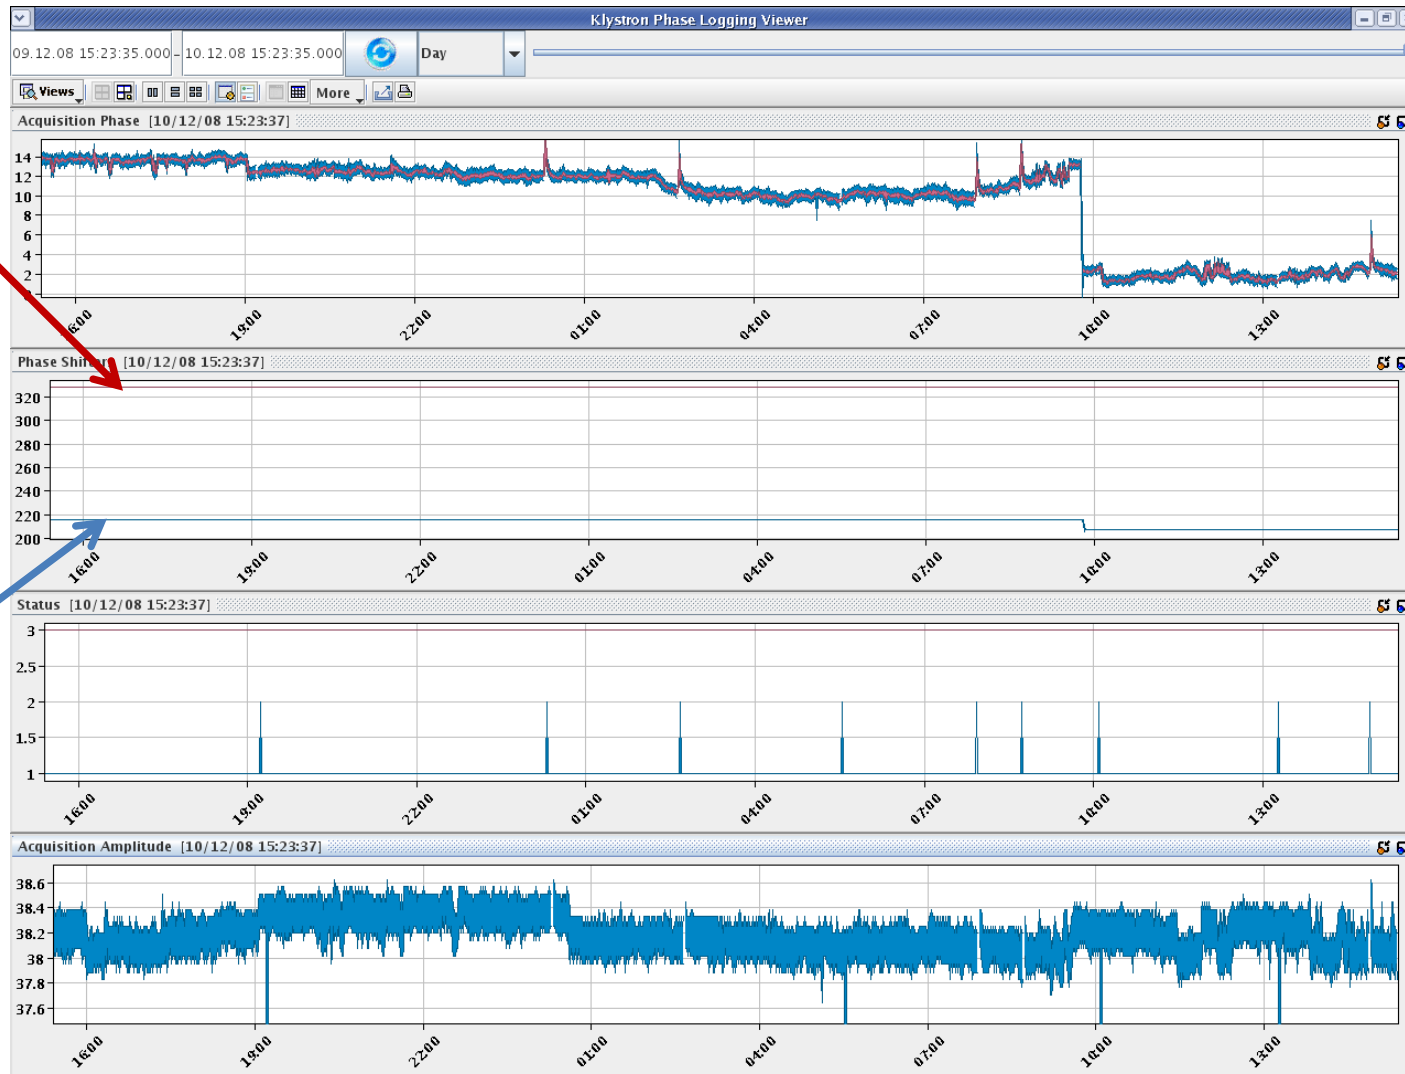 Klystron Phase Logging Viewer
09.12.08 15:23:35.000 - 10.12.08 15:23:35.000 Day
Views More
Acquisition Phase [10/12/08 15:23:37]
14
12
10
8
6
4
2
16:00 19:00 22:00 01:00 04:00 07:00 10:00 13:00
Phase Shifters [10/12/08 15:23:37]
320
300
280
260
240
220
200
16:00 19:00 22:00 01:00 04:00 07:00 10:00 13:00
Status [10/12/08 15:23:37]
3
2.5
2
1.5
1
16:00 19:00 22:00 01:00 04:00 07:00 10:00 13:00
Acquisition Amplitude [10/12/08 15:23:37]
38.6
38.4
38.2
38
37.8
37.6
16:00 19:00 22:00 01:00 04:00 07:00 10:00 13:00